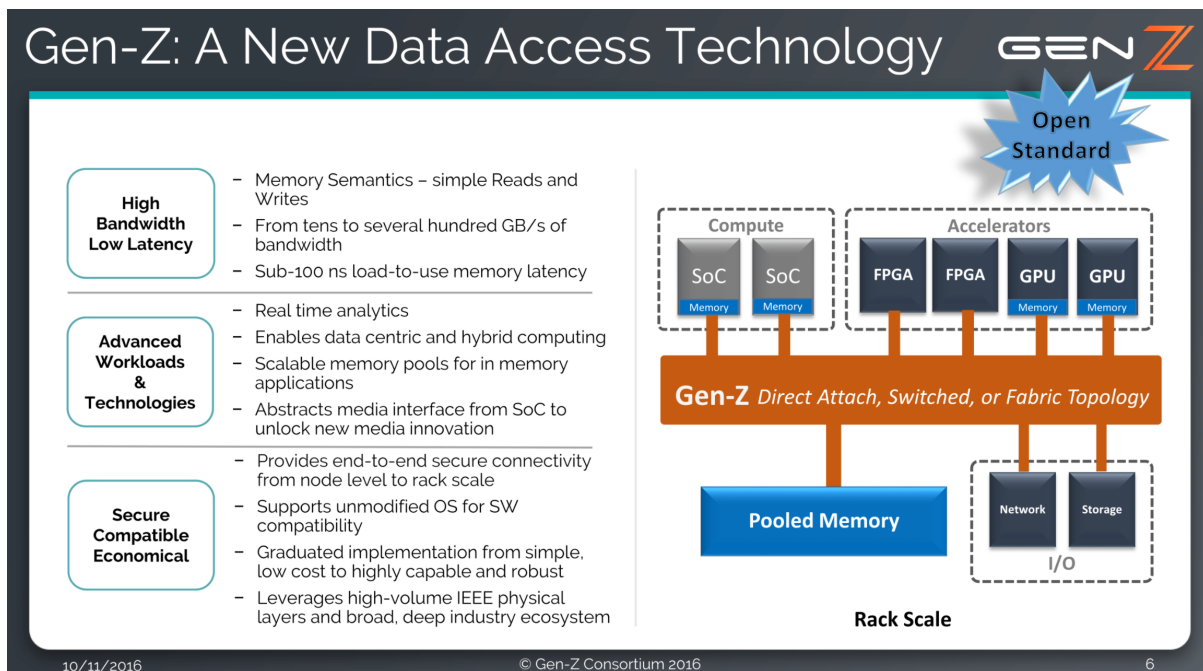 Gen-Z: A New Data Access Technology
GEN Z
Open
Standard
High
Bandwidth
Low Latency
– Memory Semantics – simple Reads and
Writes
– From tens to several hundred GB/s of
bandwidth
– Sub-100 ns load-to-use memory latency
Advanced
Workloads
&
Technologies
– Real time analytics
– Enables data centric and hybrid computing
– Scalable memory pools for in memory
applications
– Abstracts media interface from SoC to
unlock new media innovation
Secure
Compatible
Economical
– Provides end-to-end secure connectivity
from node level to rack scale
– Supports unmodified OS for SW
compatibility
– Graduated implementation from simple,
low cost to highly capable and robust
– Leverages high-volume IEEE physical
layers and broad, deep industry ecosystem
Compute
SoC
Memory
SoC
Memory
Accelerators
FPGA
FPGA
GPU
Memory
GPU
Memory
Gen-Z Direct Attach, Switched, or Fabric Topology
Pooled Memory
Network
Storage
I/O
Rack Scale
10/11/2016
© Gen-Z Consortium 2016
6